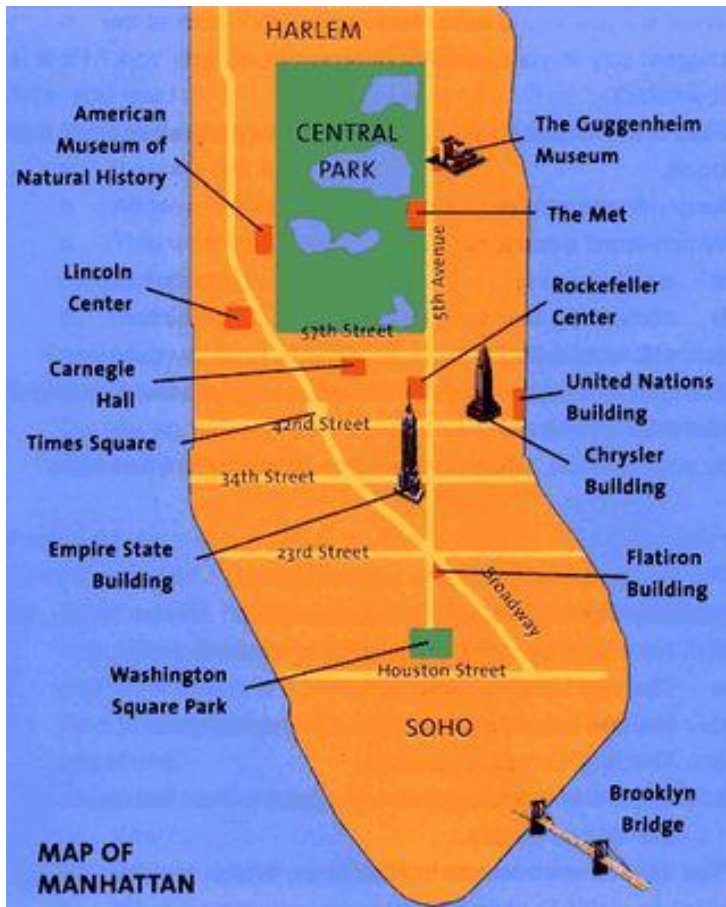 HARLEM
American
Museum of
Natural History
CENTRAL
PARK
The Guggenheim
Museum
The Met
5th Avenue
Lincoln
Center
Rockefeller
Center
57th Street
Carnegie
Hall
United Nations
Building
Times Square
42nd Street
Chrysler
Building
34th Street
Empire State
Building
23rd Street
Flatiron
Building
Broadway
Washington
Square Park
Houston Street
SOHO
Brooklyn
Bridge
MAP OF
MANHATTAN